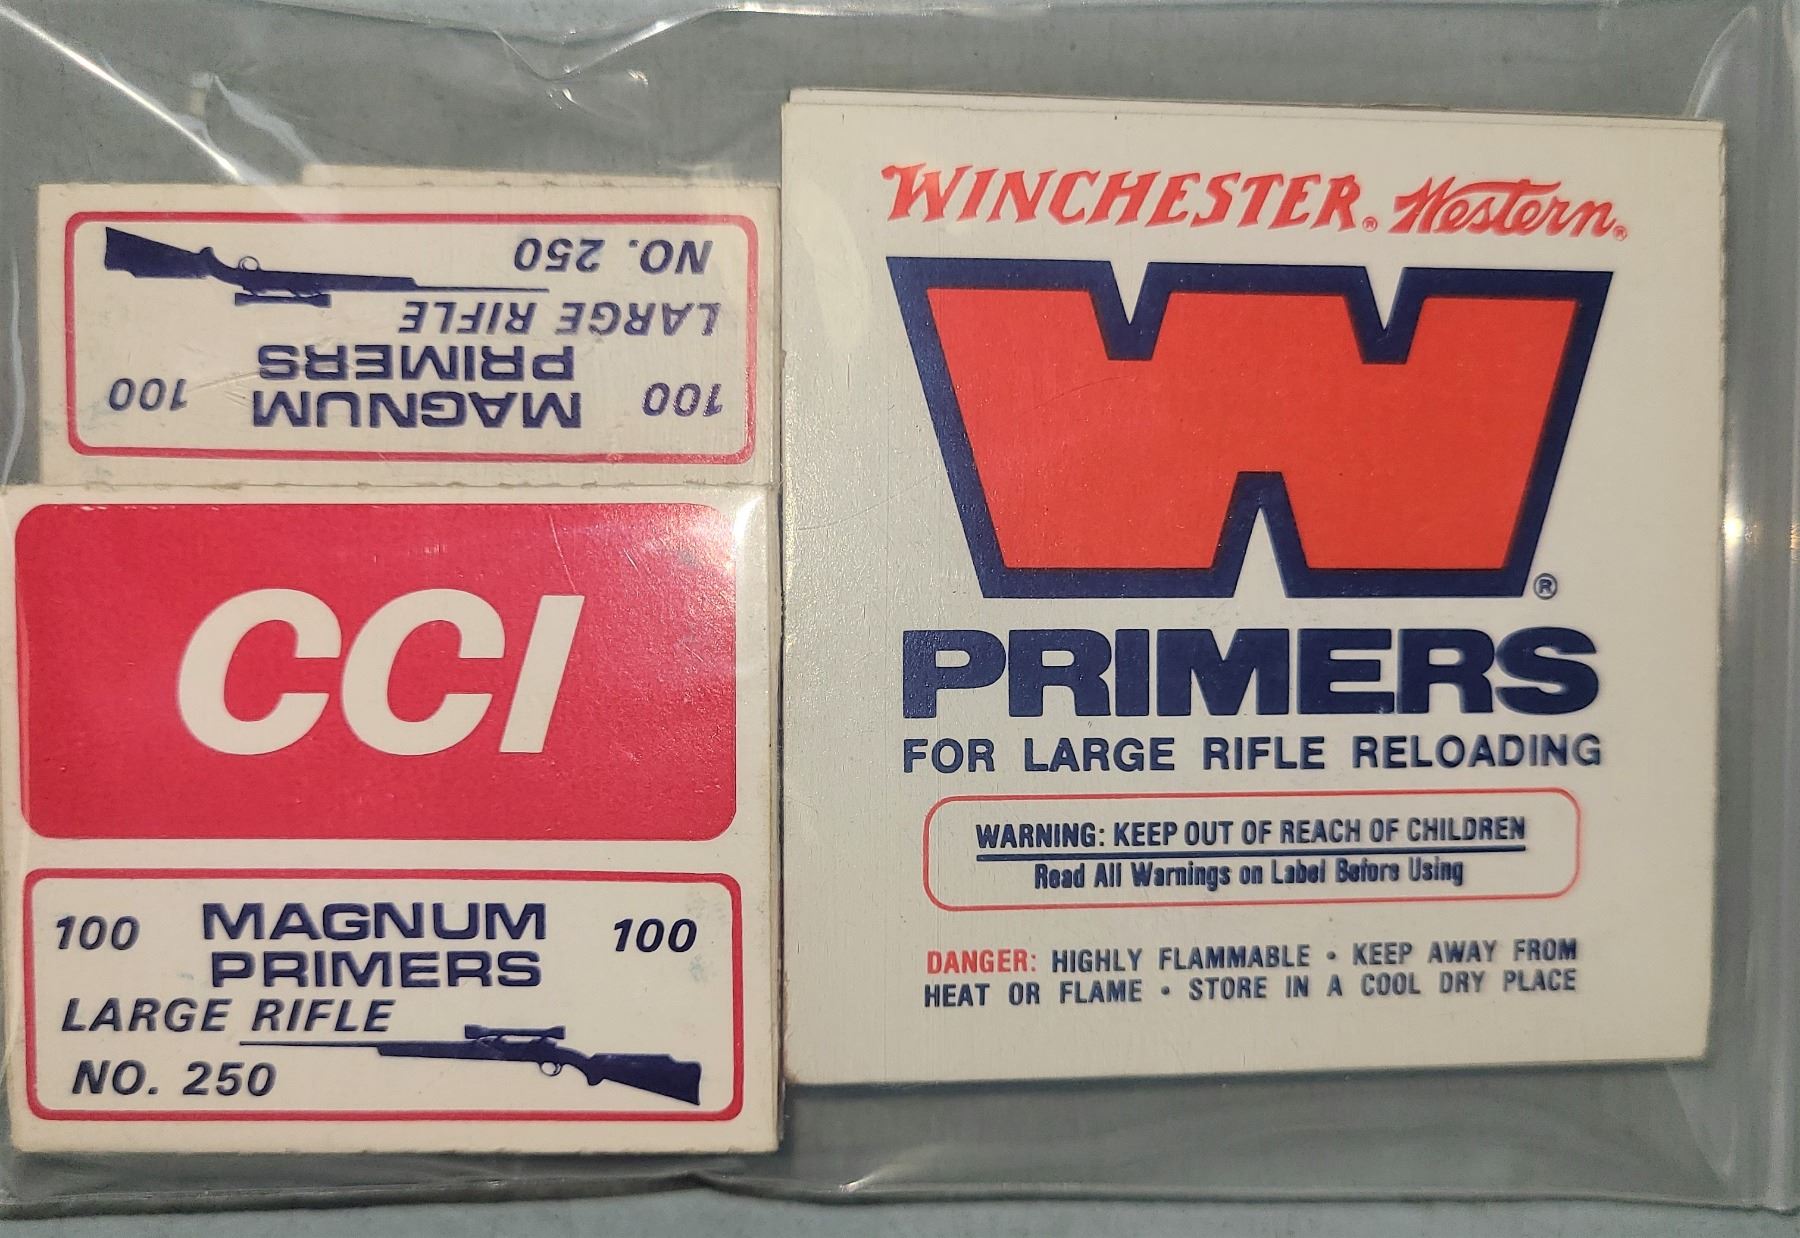 NO. 250
LARGE RIFLE
100 MAGNUM 100
PRIMERS
CCI
100 MAGNUM 100
PRIMERS
LARGE RIFLE
NO. 250
WINCHESTER® Western®
W®
PRIMERS
FOR LARGE RIFLE RELOADING
WARNING: KEEP OUT OF REACH OF CHILDREN
Read All Warnings on Label Before Using
DANGER: HIGHLY FLAMMABLE • KEEP AWAY FROM
HEAT OR FLAME • STORE IN A COOL DRY PLACE